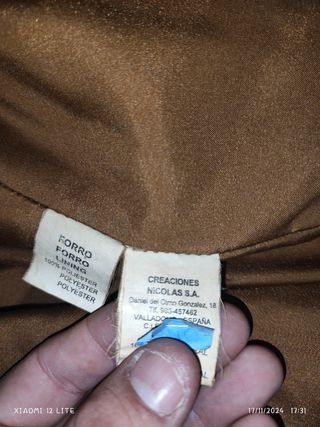 FORRO
FORRO
LINING
100% POLIESTER
POLYESTER
POLYESTER
CREACIONES
NICOLAS S.A.
Daniel del Olmo Gonzalez, 18
Tf. 983-457462
VALLADOLID ESPAÑA
XIAOMI 12 LITE
17/11/2024 17:31